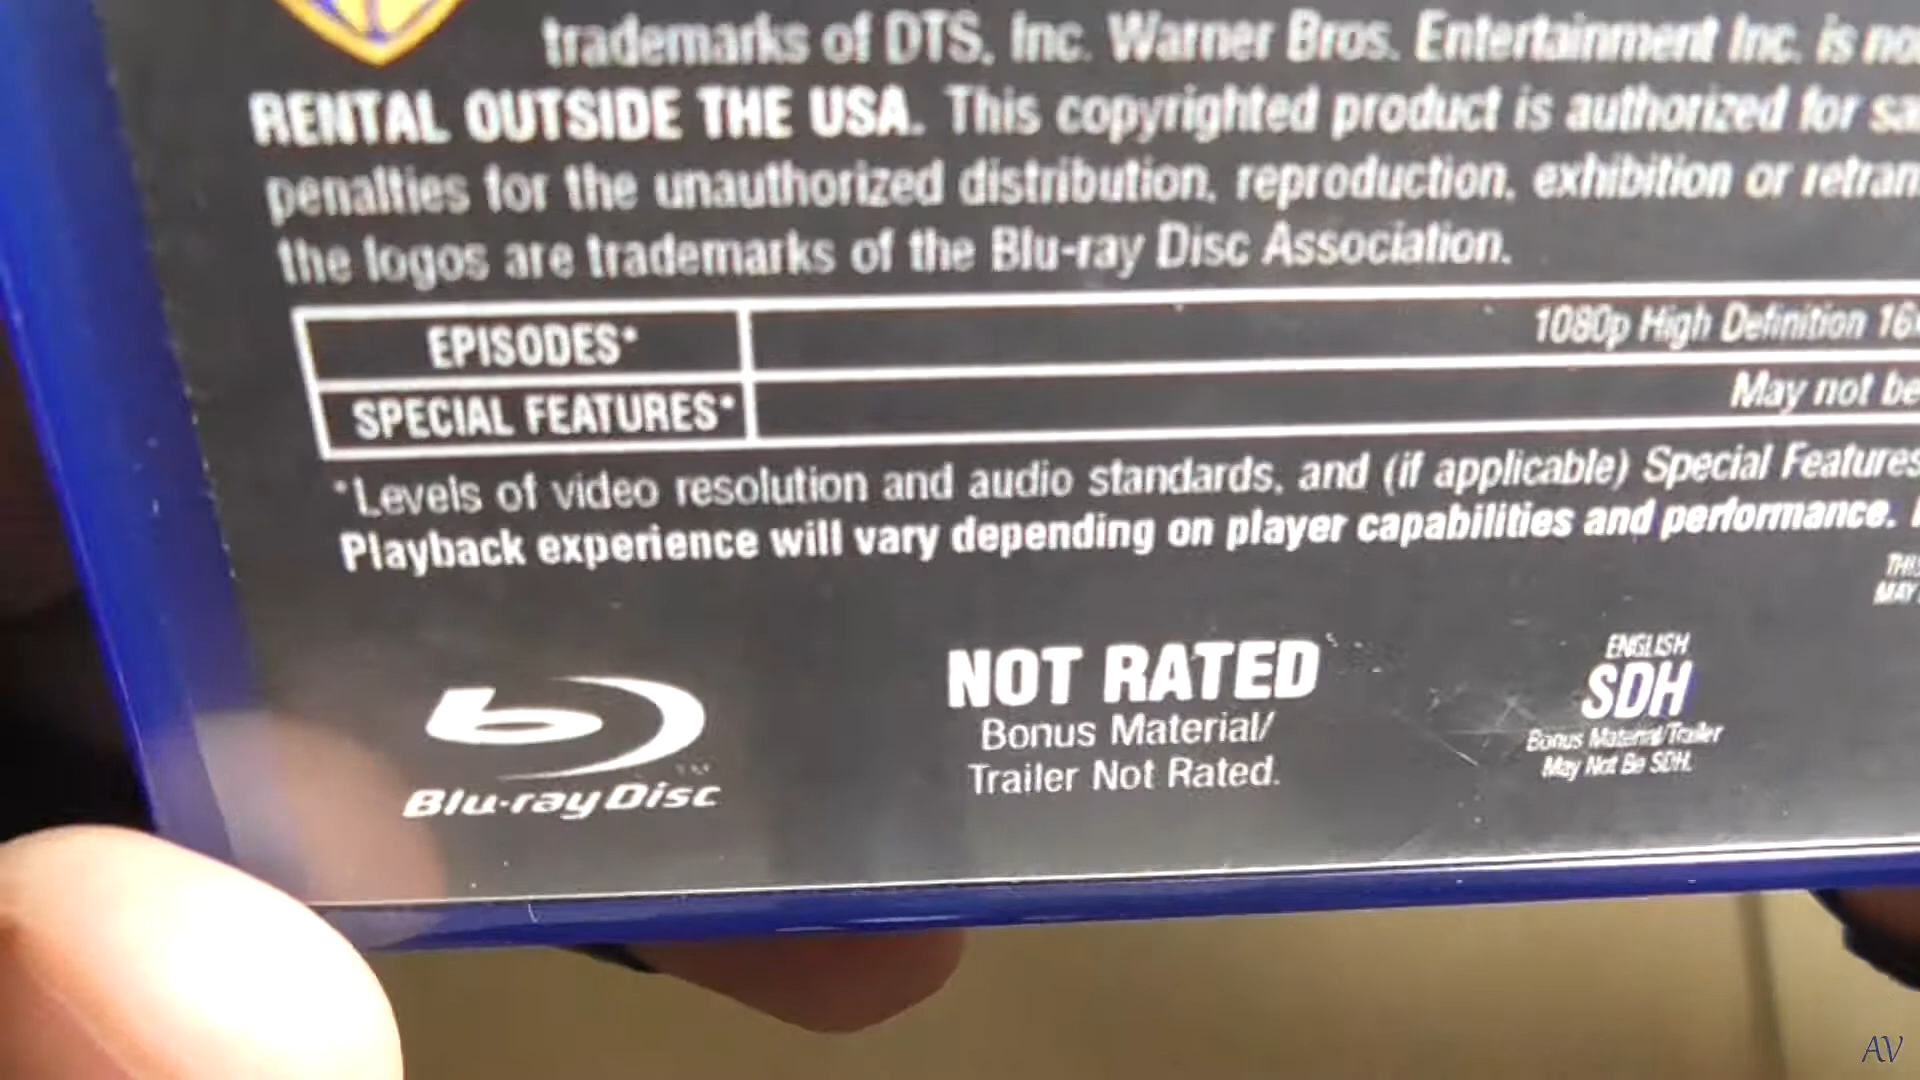 trademarks of DTS, Inc. Warner Bros. Entertainment Inc. is
RENTAL OUTSIDE THE USA. This copyrighted product is authorized for
penalties for the unauthorized distribution, reproduction, exhibition or
the logos are trademarks of the Blu-ray Disc Association.
EPISODES* 1080p High Definition
SPECIAL FEATURES* May not be
*Levels of video resolution and audio standards, and (if applicable) Special Features
Playback experience will vary depending on player capabilities and performance.
MAY
Blu-ray Disc
TM
NOT RATED
Bonus Material/
Trailer Not Rated.
ENGLISH
SDH
Bonus Material/Trailer
May Not Be SDH.
AV